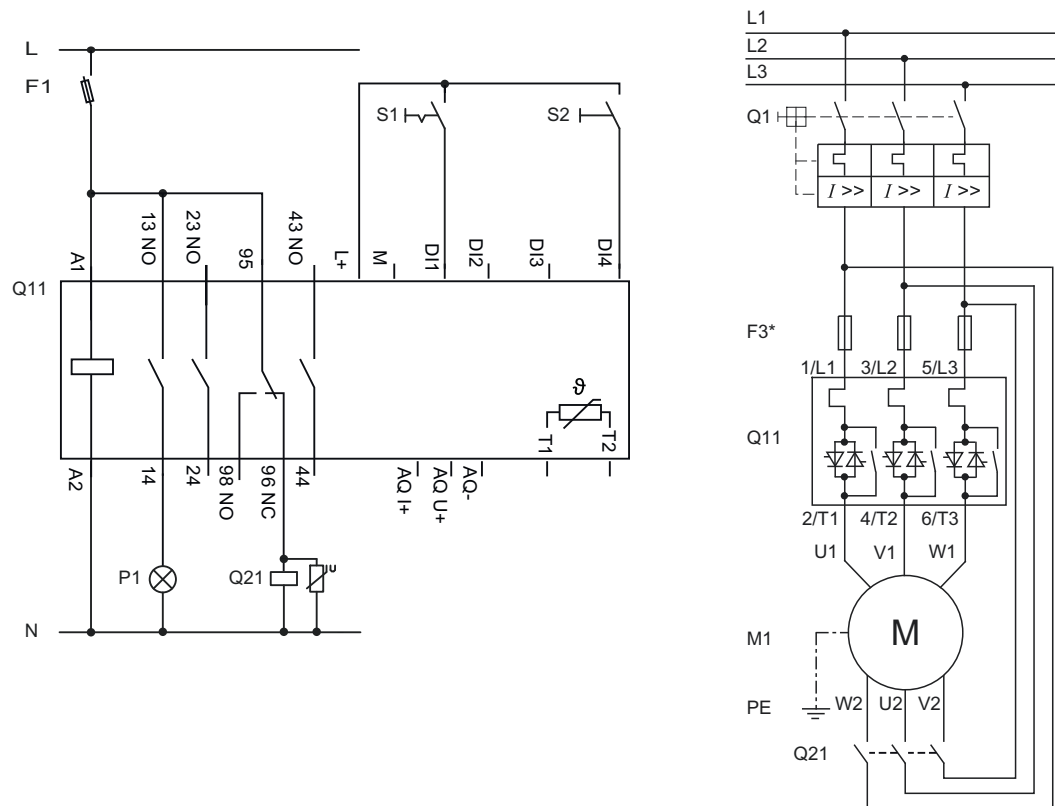 L
F1
S1
S2
A1
13 NO
23 NO
95
43 NO
L+
M
DI1
DI2
DI3
DI4
Q11
ϑ
T1
T2
A2
14
24
98 NO
96 NC
44
AQ I+
AQ U+
AQ-
P1
Q21
U
N
L1
L2
L3
Q1
I >>
I >>
I >>
F3*
1/L1
3/L2
5/L3
Q11
2/T1
4/T2
6/T3
U1
V1
W1
M
M1
PE
W2
U2
V2
Q21